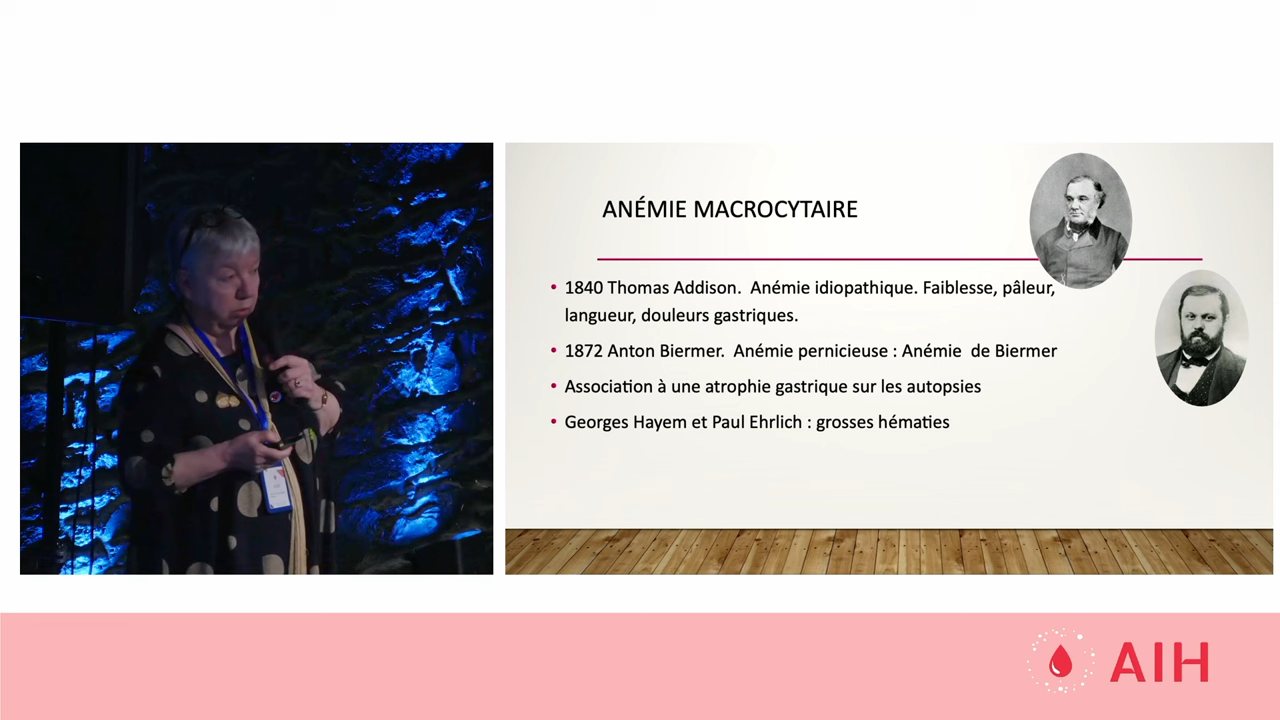 ANÉMIE MACROCYTAIRE
• 1840 Thomas Addison. Anémie idiopathique. Faiblesse, pâleur,
langueur, douleurs gastriques.
• 1872 Anton Biermer. Anémie pernicieuse : Anémie de Biermer
• Association à une atrophie gastrique sur les autopsies
• Georges Hayem et Paul Ehrlich : grosses hématies
AIH